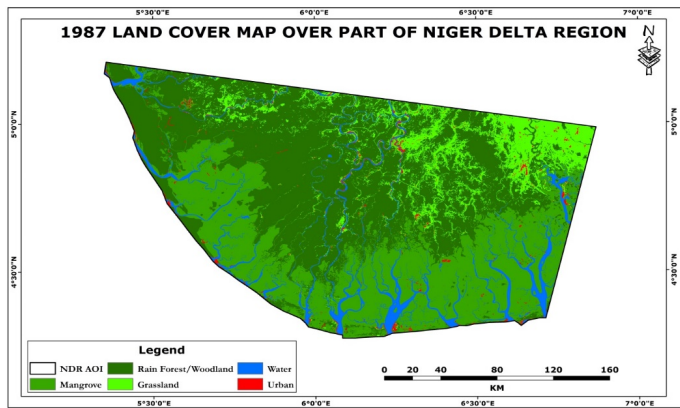 5°30'0"E 6°0'0"E 6°30'0"E 7°0'0"E
1987 LAND COVER MAP OVER PART OF NIGER DELTA REGION
N
5°0'0"N 5°0'0"N
4°30'0"N 4°30'0"N
Legend
NDR AOI Rain Forest/Woodland Water
Mangrove Grassland Urban
0 20 40 80 120 160
KM
5°30'0"E 6°0'0"E 6°30'0"E 7°0'0"E